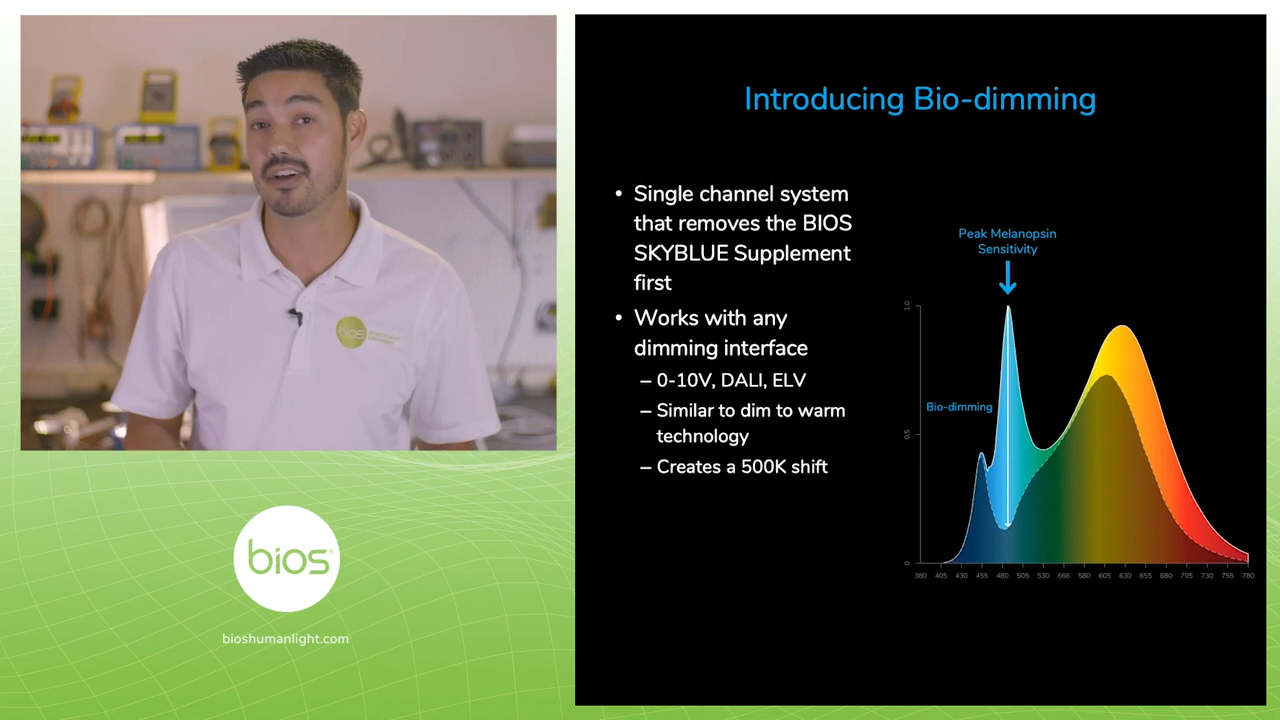 Introducing Bio-dimming
• Single channel system
that removes the BIOS
SKYBLUE Supplement
first
• Works with any
dimming interface
– 0-10V, DALI, ELV
– Similar to dim to warm
technology
– Creates a 500K shift
Peak Melanopsin
Sensitivity
Bio-dimming
1.0
0.5
0
380 405 430 455 480 505 530 666 580 605 630 655 680 705 730 755 780
bios
bios®
bioshumanlight.com